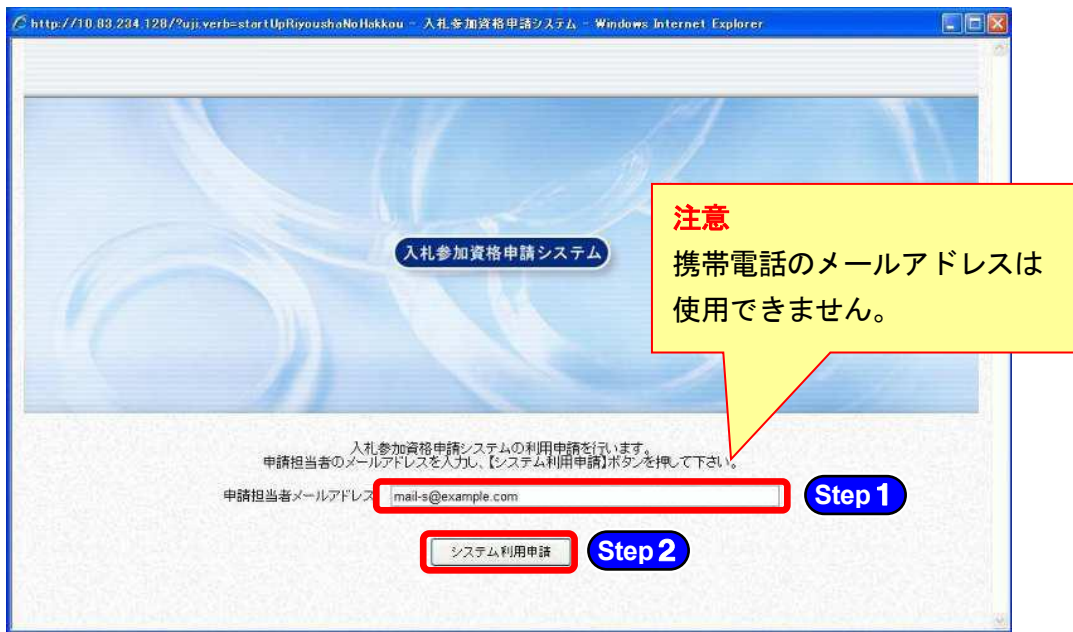 http://10.83.234.128/?uji.verb=startUpRiyoushaNoHakkou - 入札参加資格申請システム - Windows Internet Explorer
入札参加資格申請システム
注意
携帯電話のメールアドレスは
使用できません。
入札参加資格申請システムの利用申請を行います。
申請担当者のメールアドレスを入力し、【システム利用申請】ボタンを押して下さい。
申請担当者メールアドレス mail-s@example.com
Step 1
システム利用申請
Step 2